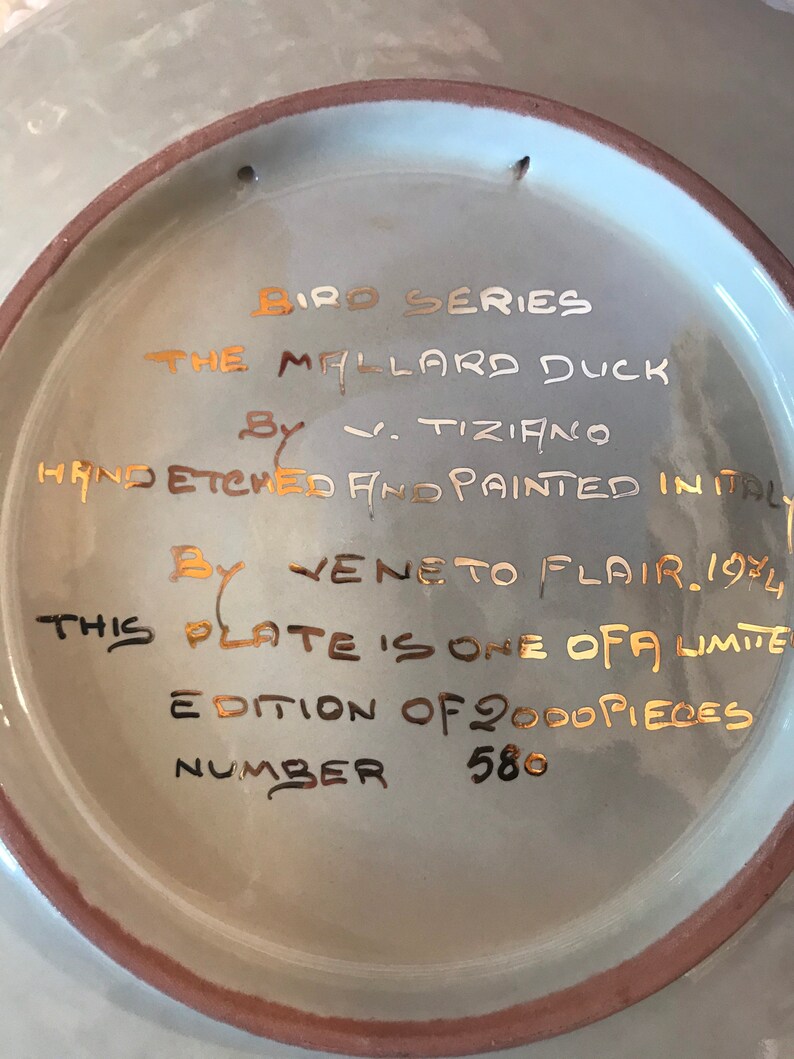 BIRD SERIES
THE MALLARD DUCK
By V. TIZIANO
HAND ETCHED AND PAINTED IN ITALY
By VENETO FLAIR. 1974
THIS PLATE IS ONE OF A LIMITE
EDITION OF 2000 PIECES
NUMBER 580